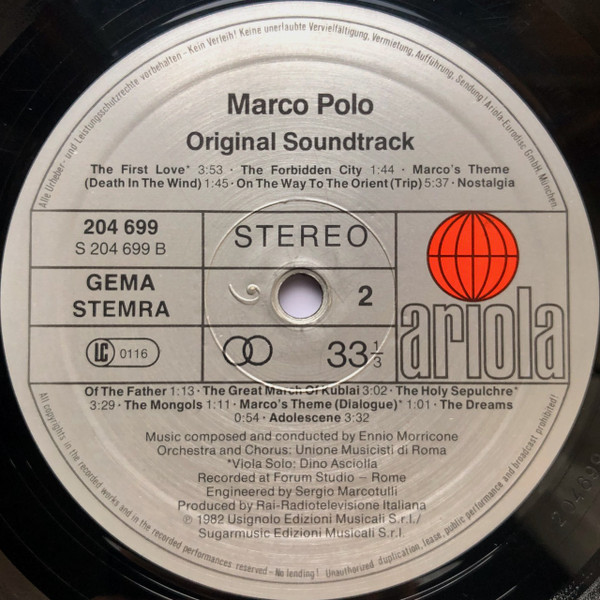 Alle Urheber- und Leistungsschutzrechte vorbehalten - Kein Verleih! Keine unerlaubte Vervielfältigung, Vermietung, Aufführung, Sendung! Ariola-Eurodisc GmbH, München.
Marco Polo
Original Soundtrack
The First Love* 3:53 · The Forbidden City 1:44 · Marco's Theme
(Death In The Wind) 1:45 · On The Way To The Orient (Trip) 5:37 · Nostalgia
204 699
S 204 699 B
STEREO
GEMA
STEMRA
2
LC 0116
33 1/3
ariola
Of The Father 1:13 · The Great March Of Kublai 3:02 · The Holy Sepulchre*
3:29 · The Mongols 1:11 · Marco's Theme (Dialogue)* 1:01 · The Dreams
0:54 · Adolescene 3:32
Music composed and conducted by Ennio Morricone
Orchestra and Chorus: Unione Musicisti di Roma
*Viola Solo: Dino Asciolla
Recorded at Forum Studio – Rome
Engineered by Sergio Marcotulli
Produced by Rai-Radiotelevisione Italiana
℗ 1982 Usignolo Edizioni Musicali S.r.l./
Sugarmusic Edizioni Musicali S.r.l
All copyrights in the recorded works and in the recorded performances reserved - No lending! Unauthorized duplication, lease, public performance and broadcast prohibited!